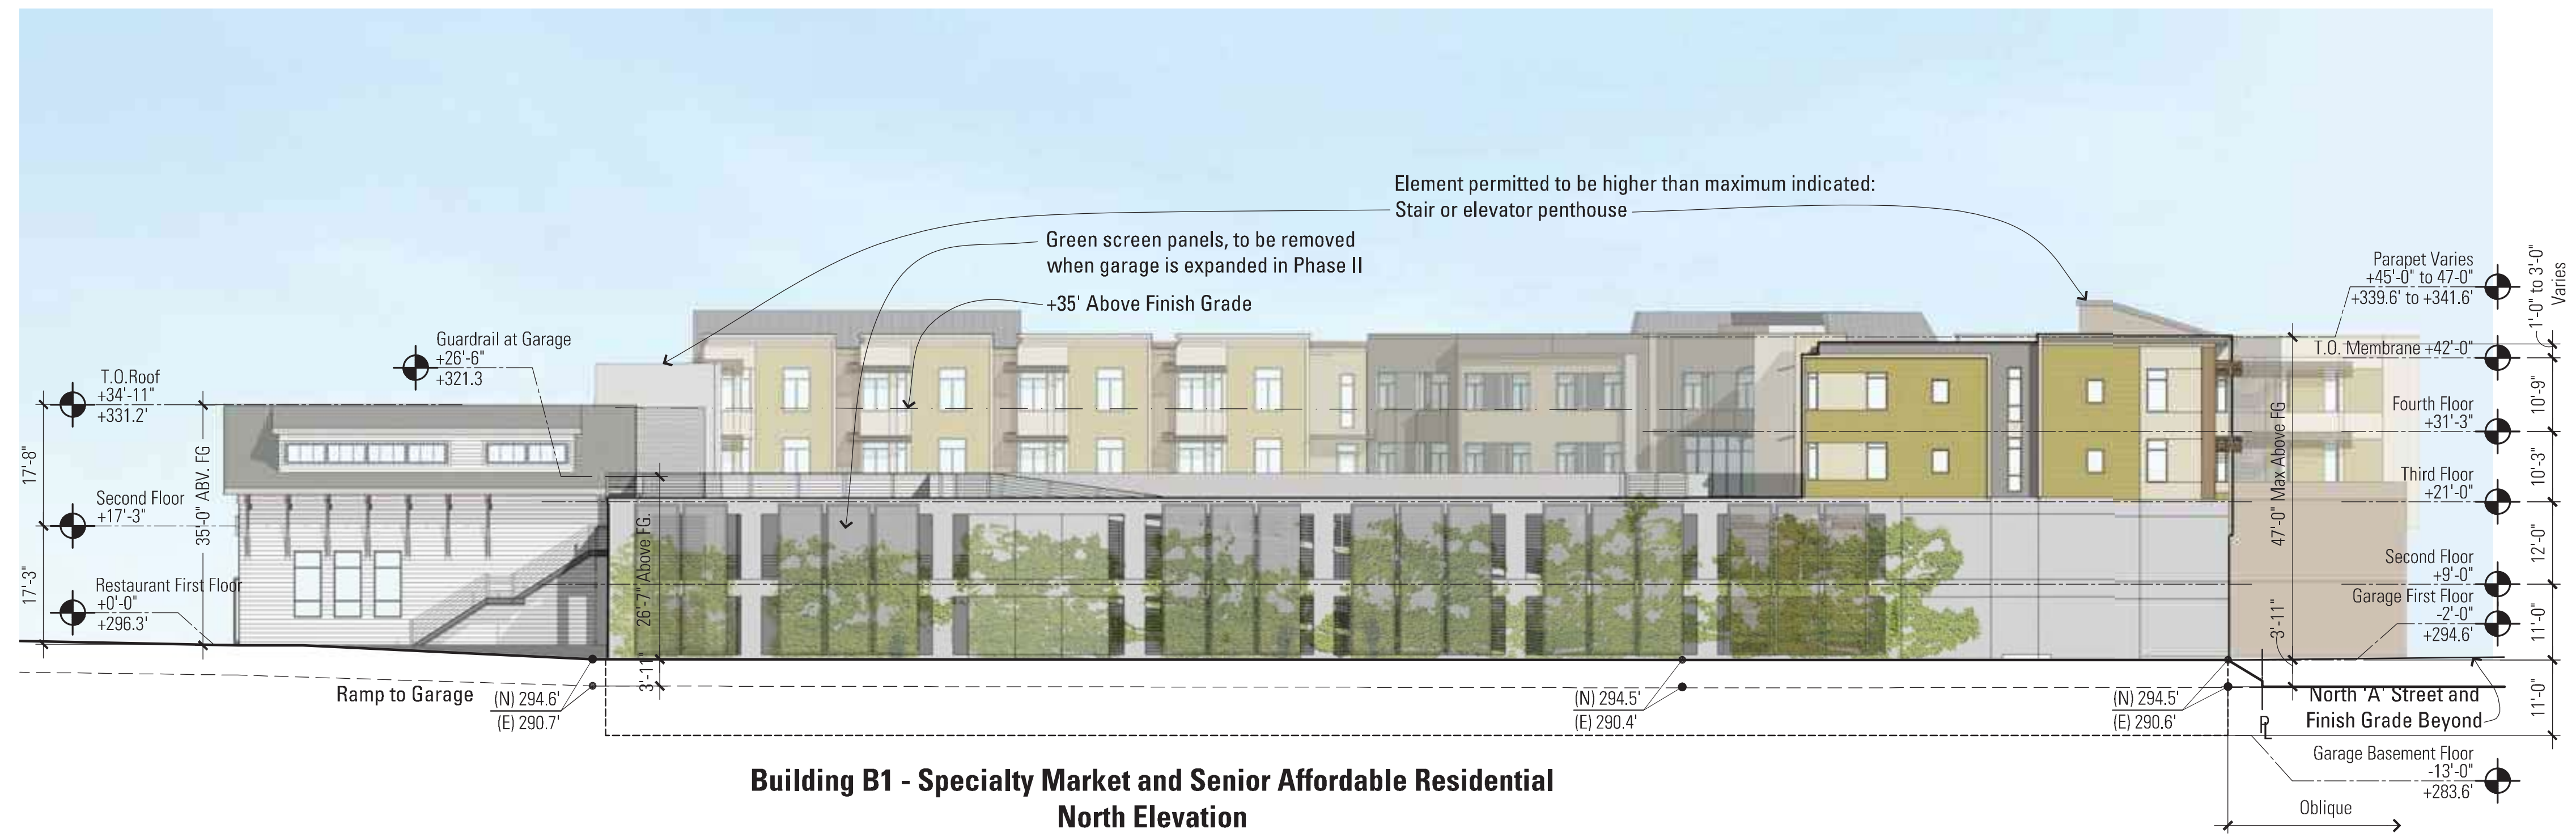 Element permitted to be higher than maximum indicated:
Stair or elevator penthouse
Green screen panels, to be removed
when garage is expanded in Phase II
+35' Above Finish Grade
Guardrail at Garage
+26'-6"
+321.3
T.O.Roof
+34'-11"
+331.2'
17'-8"
Second Floor
+17'-3"
17'-3"
Restaurant First Floor
+0'-0"
+296.3'
35'-0" ABV. FG
26'-7" Above FG.
3'-11"
Ramp to Garage
(N) 294.6'
(E) 290.7'
(N) 294.5'
(E) 290.4'
(N) 294.5'
(E) 290.6'
Parapet Varies
+45'-0" to 47-0"
+339.6' to +341.6'
1'-0" to 3'-0"
Varies
T.O. Membrane +42'-0"
10'-9"
Fourth Floor
+31'-3"
10'-3"
Third Floor
+21'-0"
12'-0"
Second Floor
+9'-0"
Garage First Floor
-2'-0"
+294.6'
11'-0"
47'-0" Max Above FG
3'-11"
North 'A' Street and
Finish Grade Beyond
11'-0"
PL
Garage Basement Floor
-13'-0"
+283.6'
Oblique
Building B1 - Specialty Market and Senior Affordable Residential
North Elevation